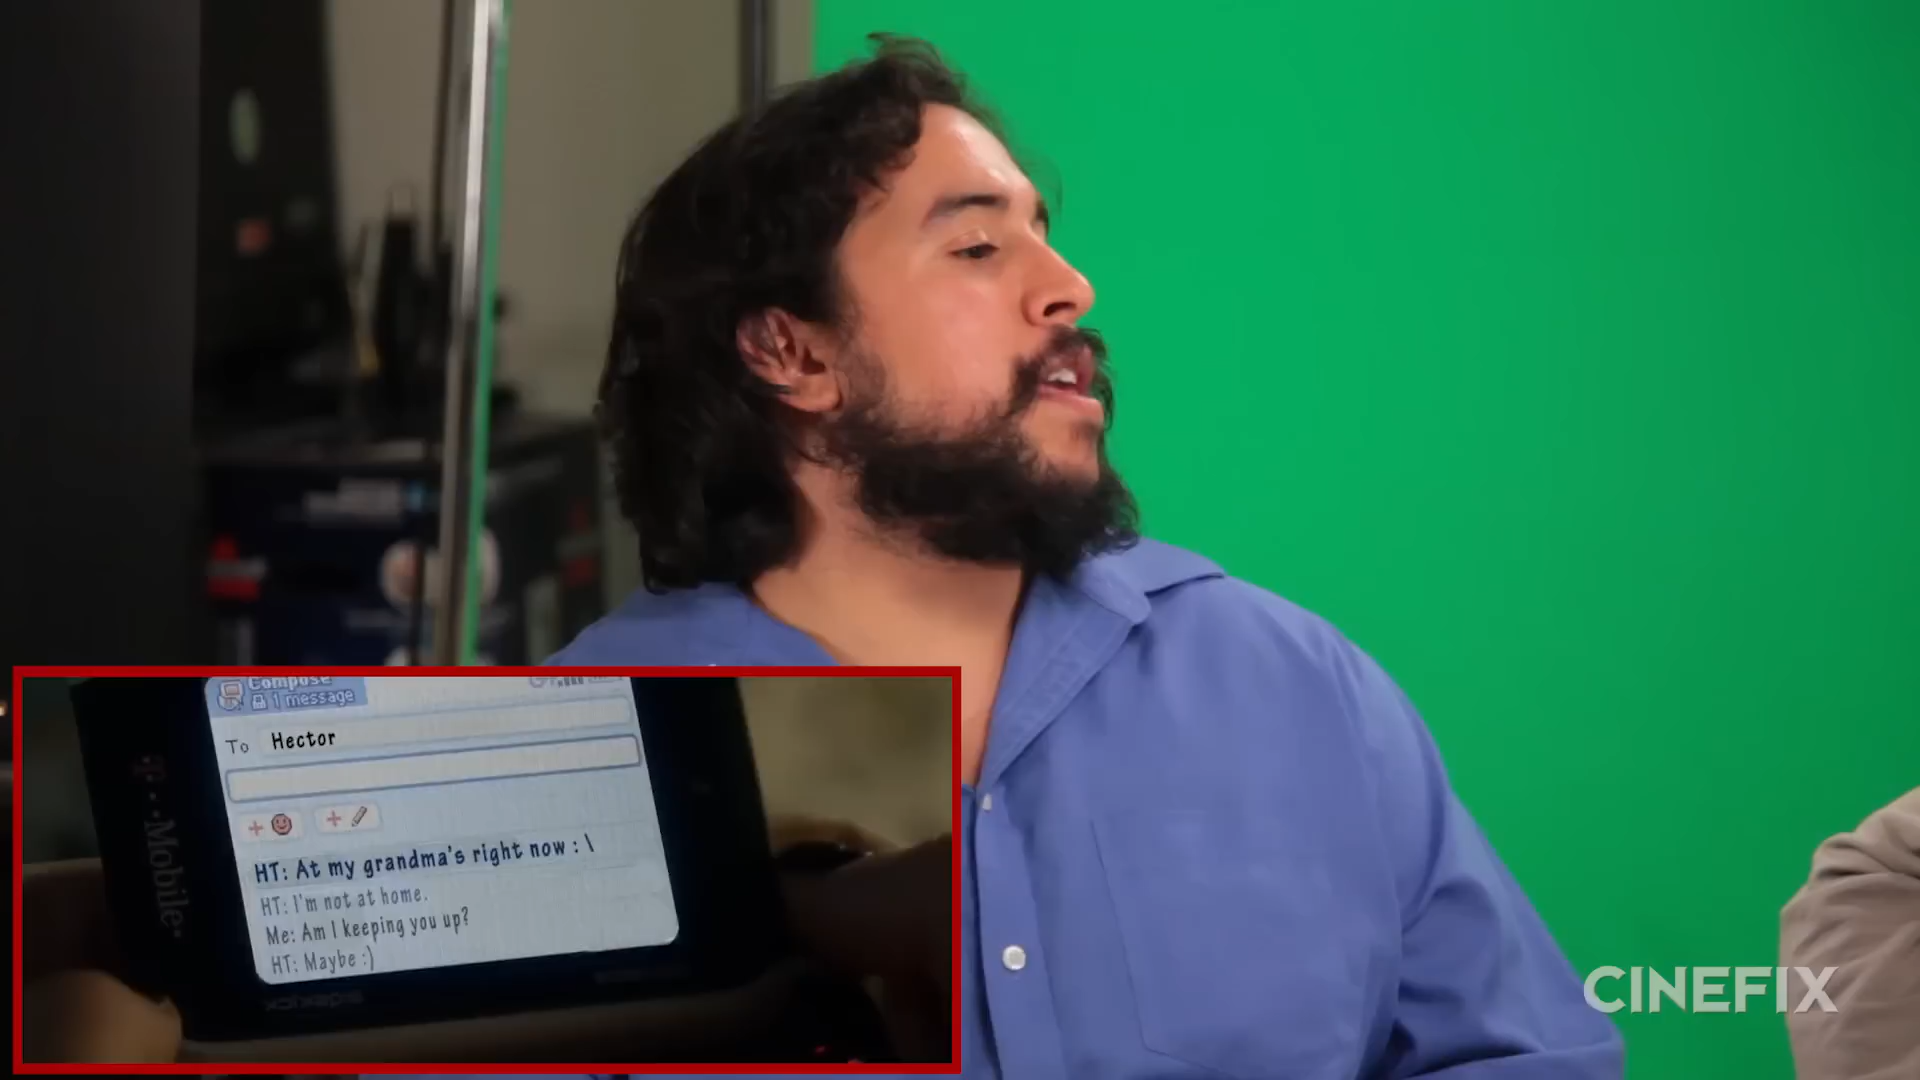 Compose
1 message
To Hector
HT: At my grandma's right now : \
HT: I'm not at home.
Me: Am I keeping you up?
HT: Maybe :)
T··Mobile·
sidekick
CINEFIX